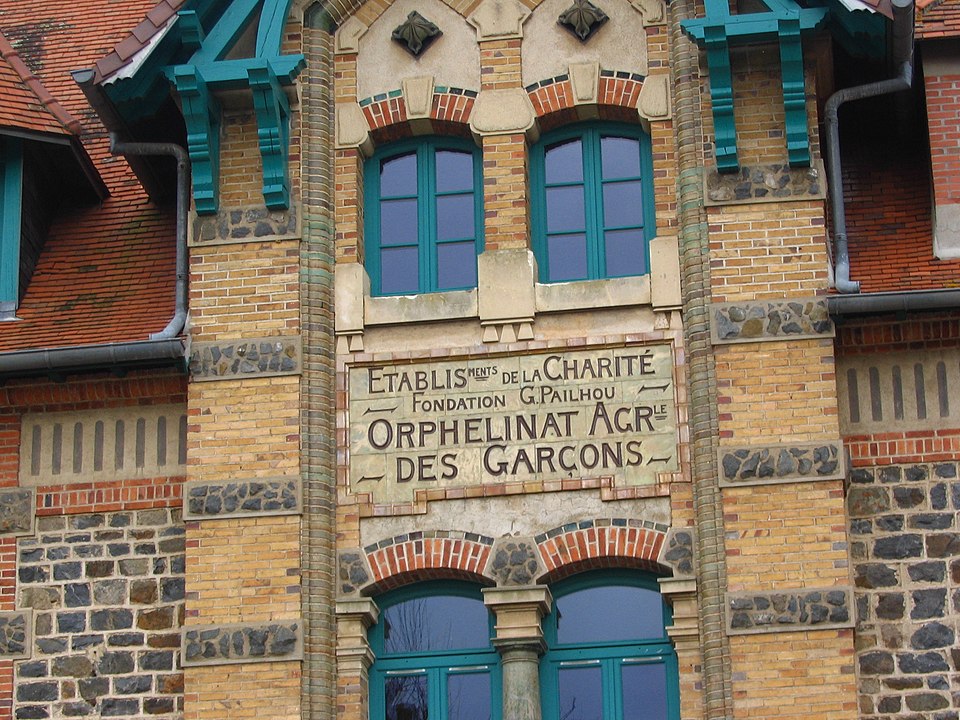 ETABLISMENTS DE LA CHARITÉ
FONDATION G.PAILHOU
ORPHELINAT AGRLE
DES GARÇONS